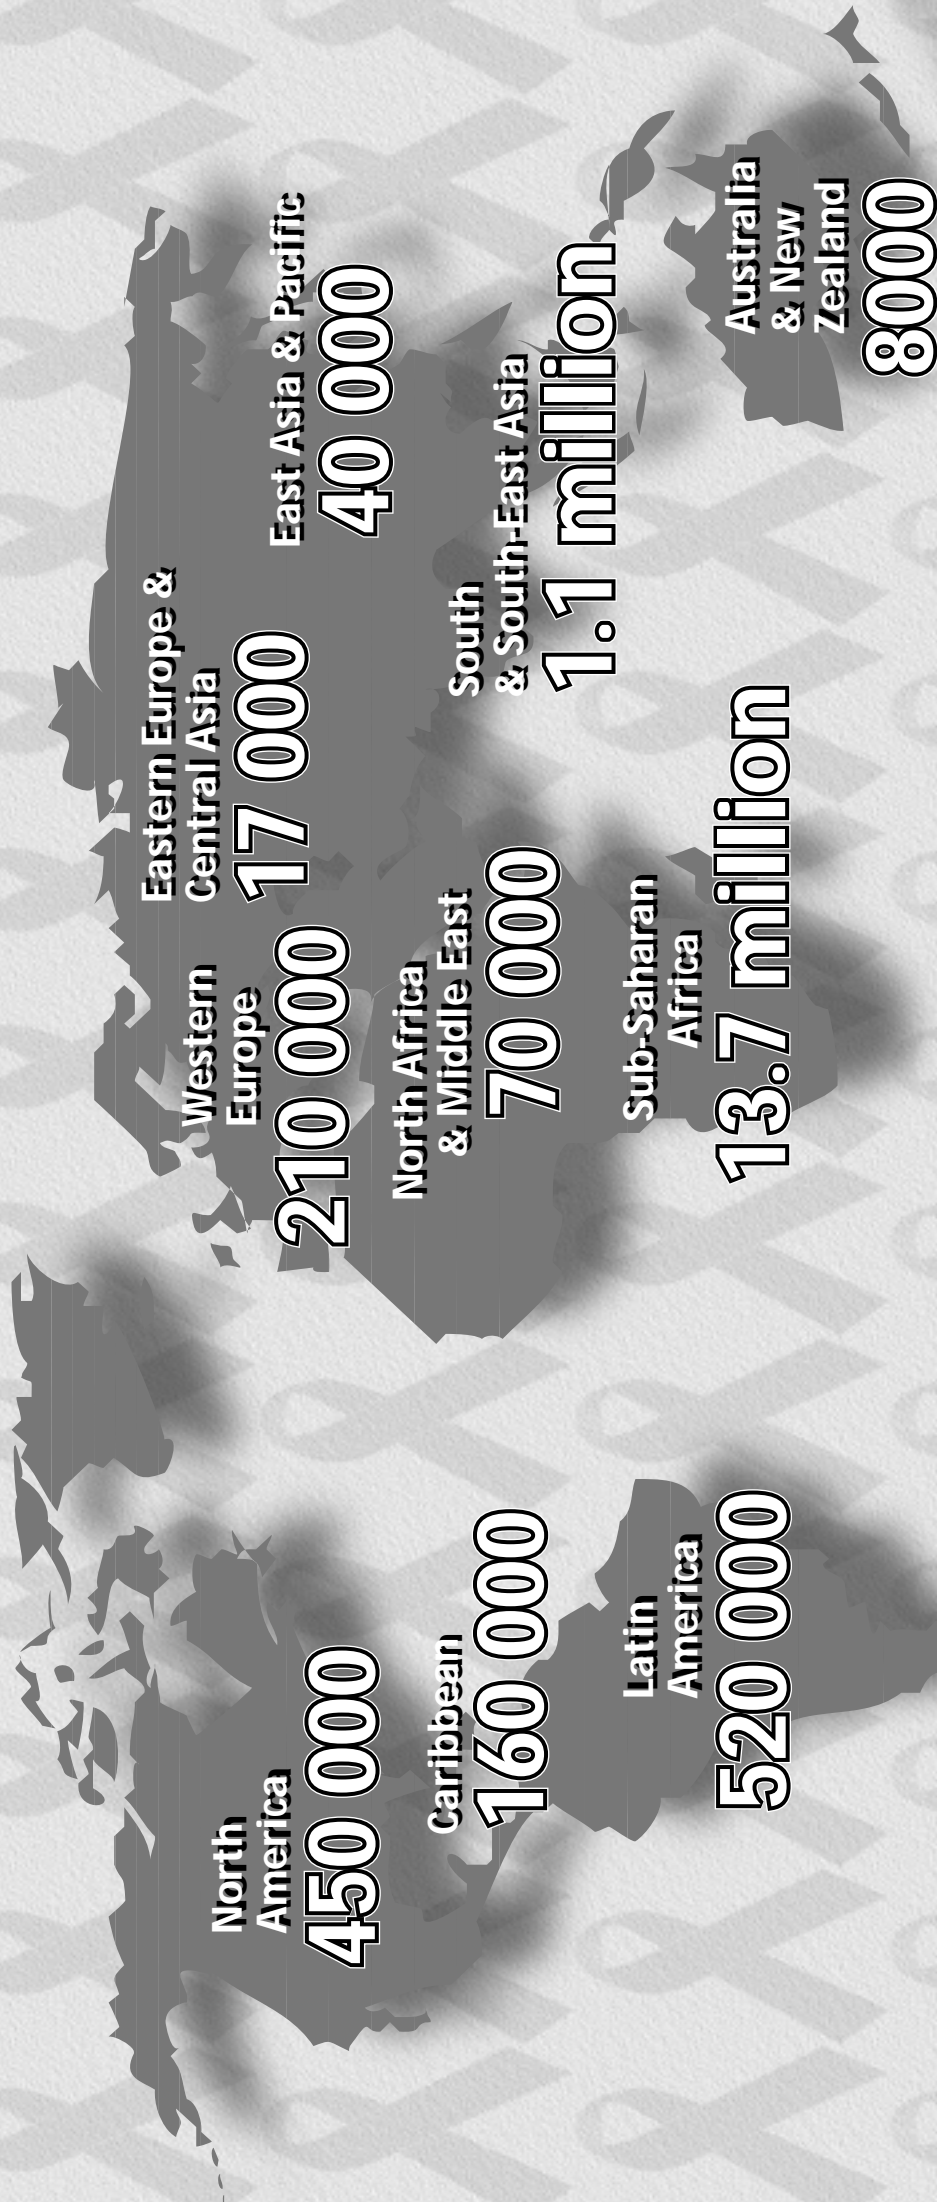 North
America
450 000
Caribbean
160 000
Latin
America
520 000
Western
Europe
210 000
North Africa
& Middle East
70 000
Sub-Saharan
Africa
13.7 million
Eastern Europe &
Central Asia
17 000
East Asia & Pacific
40 000
South
& South-East Asia
1.1 million
Australia
& New
Zealand
8000